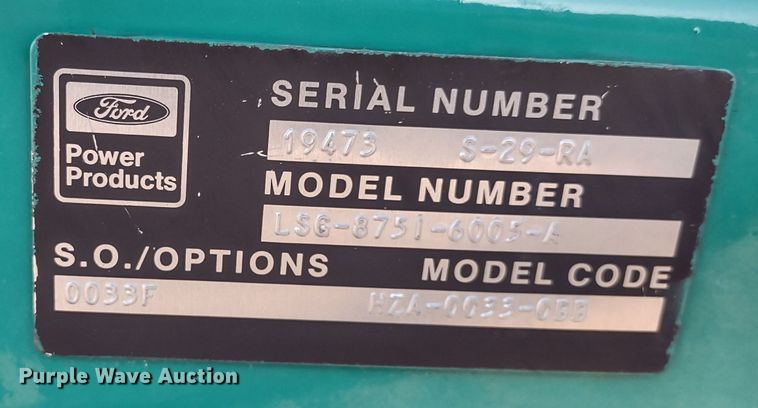 Ford
Power
Products
SERIAL NUMBER
19473 S-29-RA
MODEL NUMBER
LSG-8751-6005-A
S.O./OPTIONS MODEL CODE
0033F HZA-0033-0BB
Purple Wave Auction